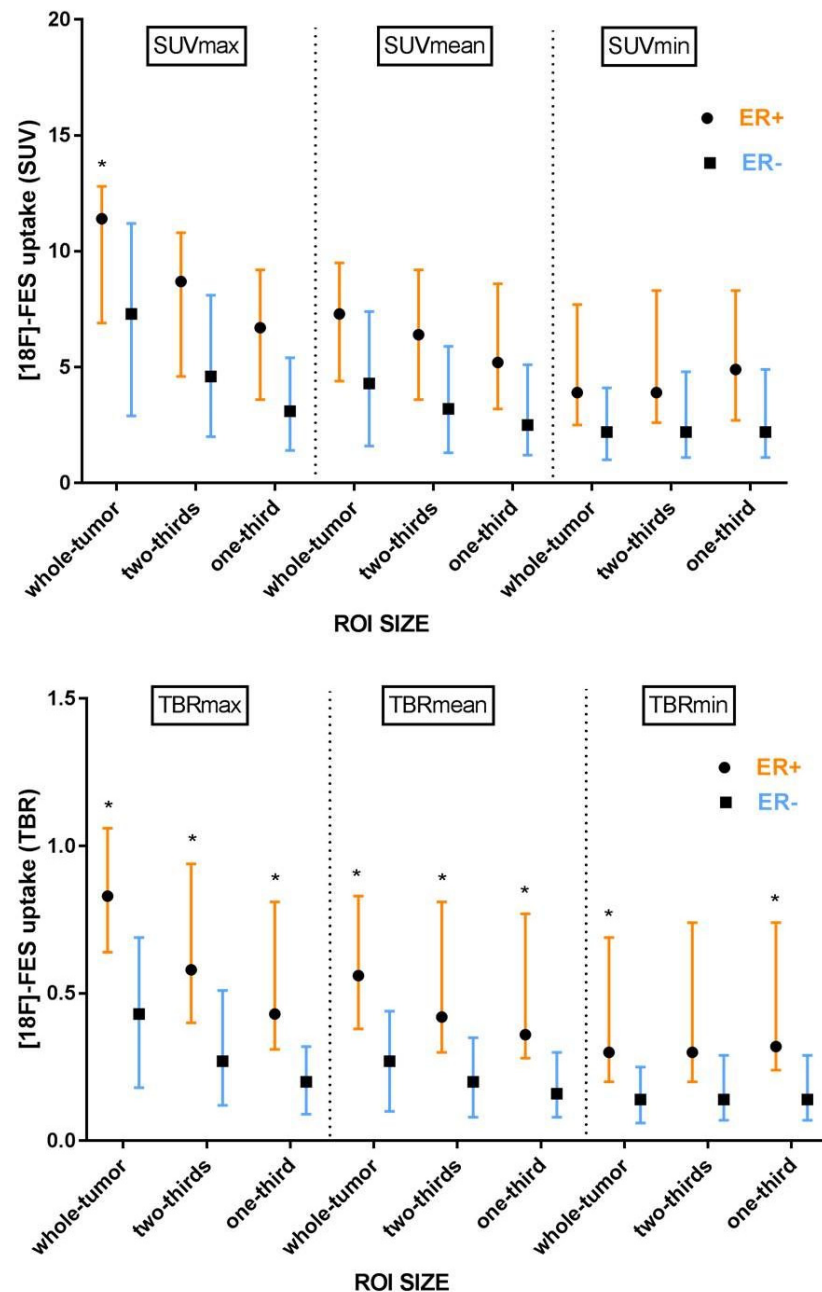 20
SUVmax
SUVmean
SUVmin
ER+
ER-
15
*
10
5
0
[18F]-FES uptake (SUV)
whole-tumor
two-thirds
one-third
whole-tumor
two-thirds
one-third
whole-tumor
two-thirds
one-third
ROI SIZE
1.5
TBRmax
TBRmean
TBRmin
ER+
ER-
1.0
*
*
*
*
*
*
*
*
0.5
0.0
[18F]-FES uptake (TBR)
whole-tumor
two-thirds
one-third
whole-tumor
two-thirds
one-third
whole-tumor
two-thirds
one-third
ROI SIZE